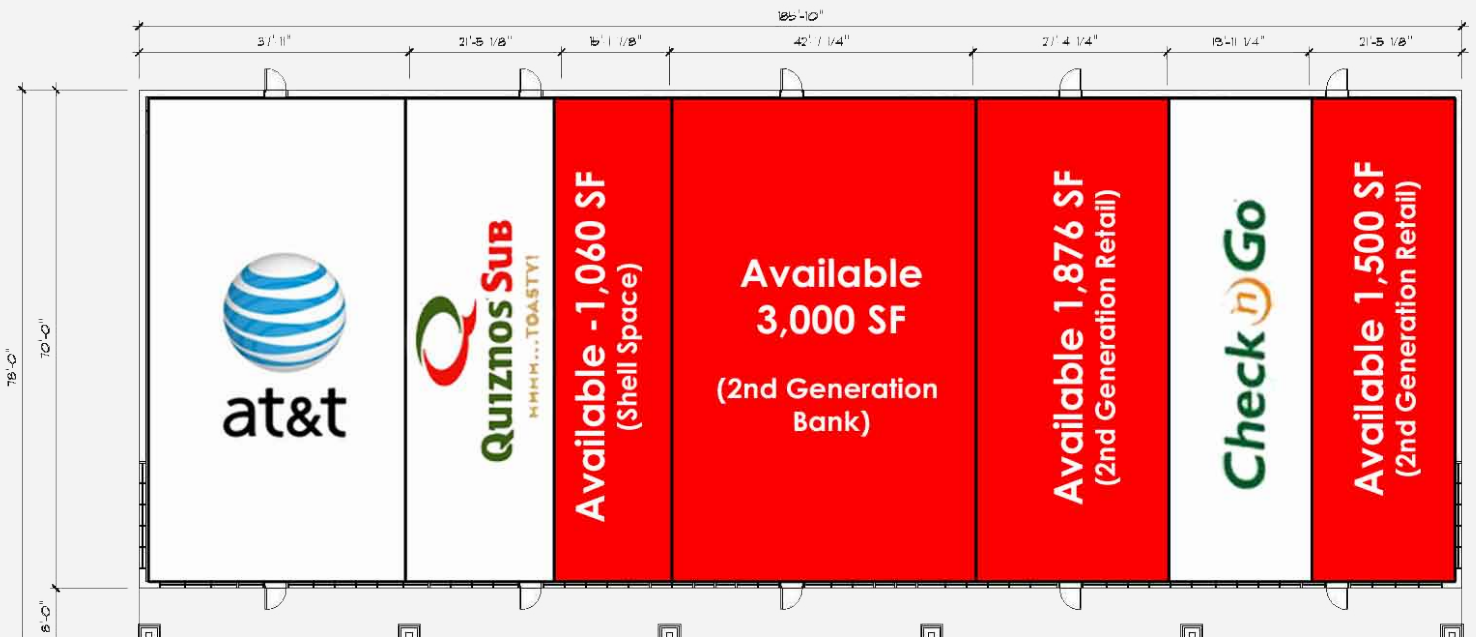 185'-10"
37'-11"
21'-5 1/8"
15'-1 7/8"
42'-7 1/4"
27'-4 1/4"
19'-11 1/4"
21'-5 1/8"
78'-0"
70'-0"
8'-0"
at&t
Quiznos Sub
MMMM...TOASTY!
Available - 1,060 SF
(Shell Space)
Available
3,000 SF
(2nd Generation
Bank)
Available 1,876 SF
(2nd Generation Retail)
Check n Go
Available 1,500 SF
(2nd Generation Retail)